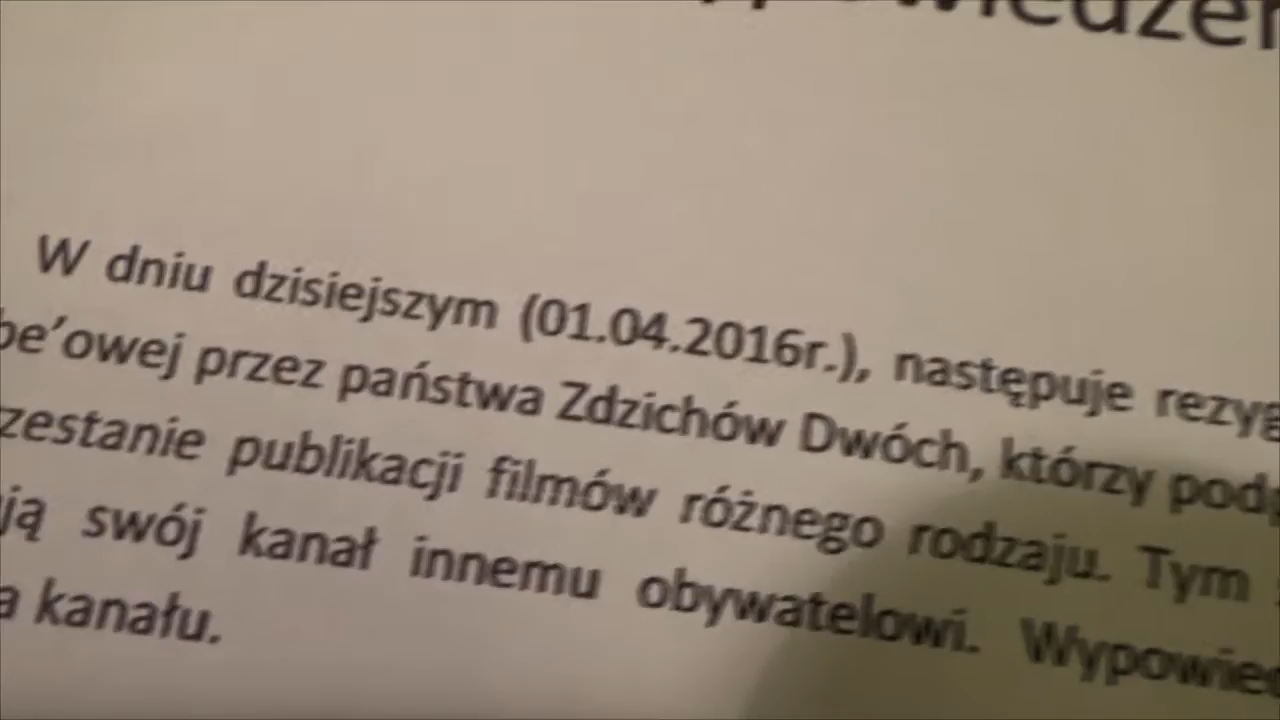 W dniu dzisiejszym (01.04.2016r.), następuje
be’owej przez państwa Zdzichów Dwóch, którzy
zestanie publikacji filmów różnego rodzaju. Tym
ją swój kanał innemu obywatelowi.
a kanału.